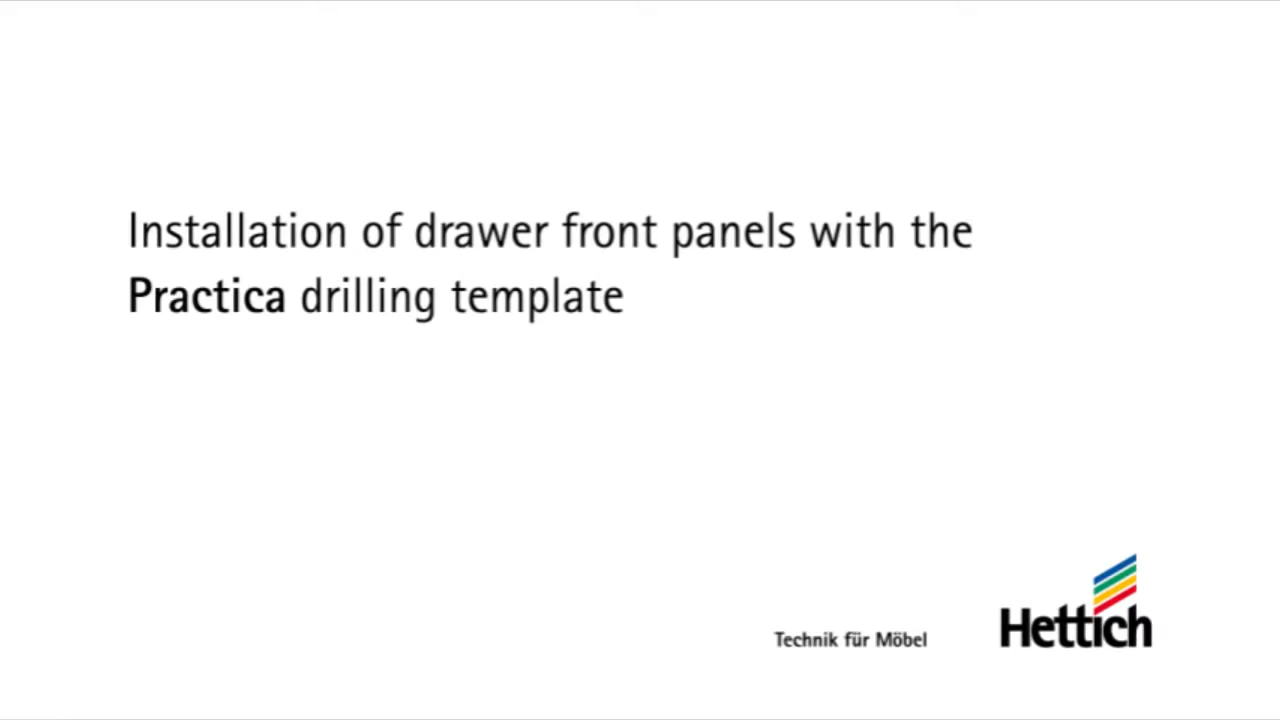 Installation of drawer front panels with the
Practica drilling template
Technik für Möbel
Hettich